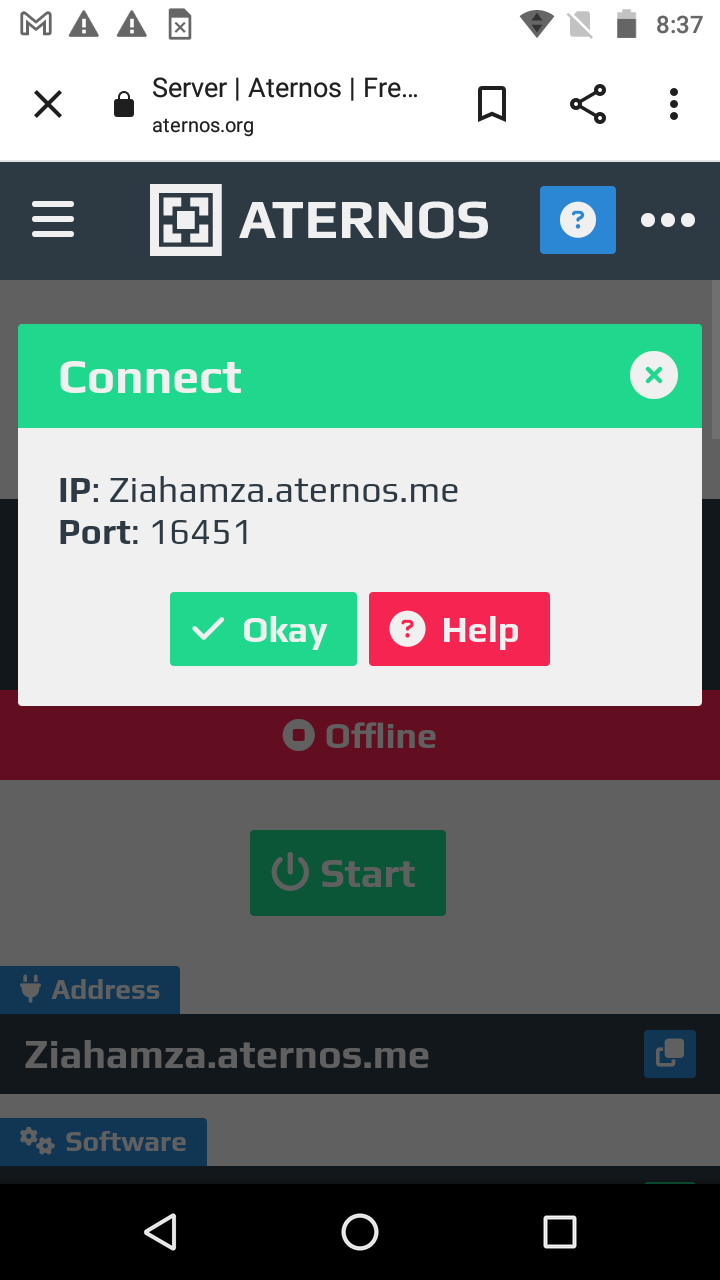 8:37
Server | Aternos | Fre...
aternos.org
ATERNOS
Connect
IP: Ziahamza.aternos.me
Port: 16451
Okay
Help
Offline
Start
Address
Ziahamza.aternos.me
Software